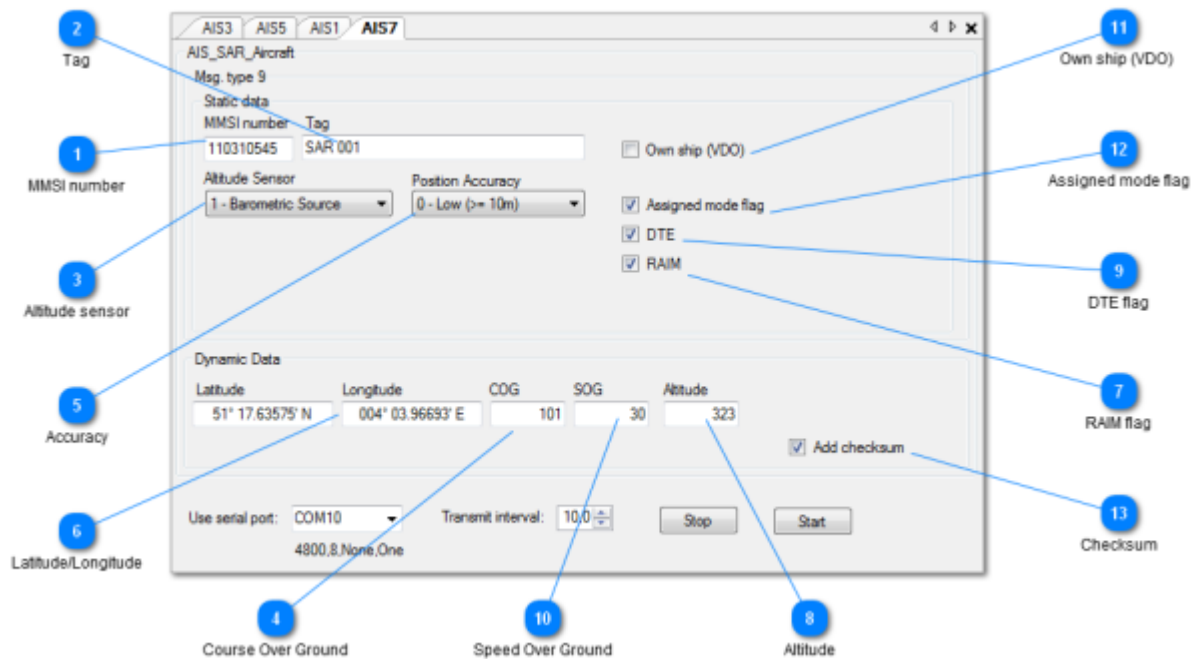 AIS3 AIS5 AIS1 AIS7
AIS_SAR_Aircraft
Msg. type 9
Static data
MMSI number Tag
110310545 SAR 001
Own ship (VDO)
Altitude Sensor Position Accuracy
1 - Barometric Source 0 - Low (>= 10m)
Assigned mode flag
DTE
RAIM
Dynamic Data
Latitude Longitude COG SOG Altitude
51° 17.63575' N 004° 03.96693' E 101 30 323
Add checksum
Use serial port: COM10 Transmit interval: 10,0 Stop Start
4800,8,None,One
2
Tag
1
MMSI number
3
Altitude sensor
5
Accuracy
6
Latitude/Longitude
4
Course Over Ground
10
Speed Over Ground
8
Altitude
11
Own ship (VDO)
12
Assigned mode flag
9
DTE flag
7
RAIM flag
13
Checksum